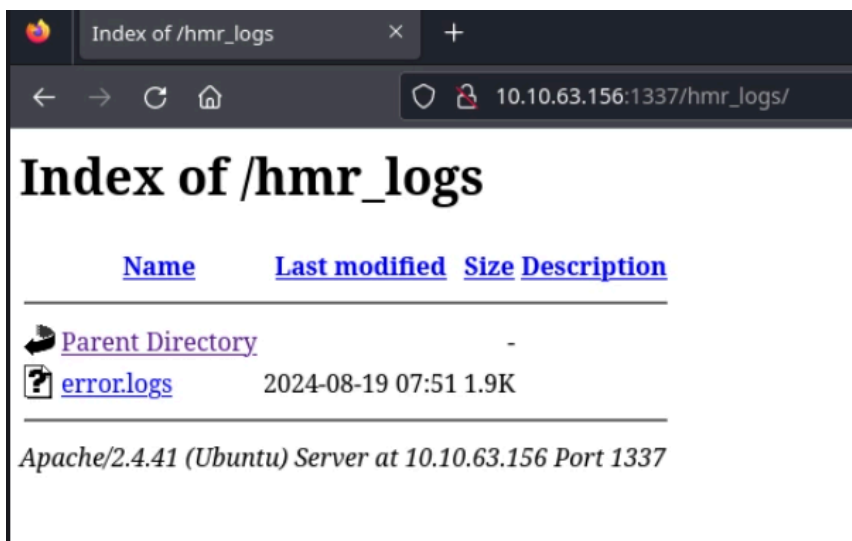 Index of /hmr_logs
10.10.63.156:1337/hmr_logs/
Index of /hmr_logs
Name Last modified Size Description
Parent Directory -
error.logs 2024-08-19 07:51 1.9K
Apache/2.4.41 (Ubuntu) Server at 10.10.63.156 Port 1337